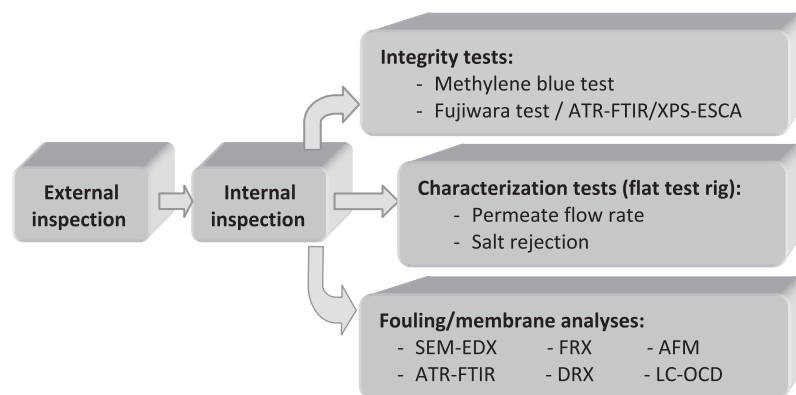 External
inspection
Internal
inspection
Integrity tests:
- Methylene blue test
- Fujiwara test / ATR-FTIR/XPS-ESCA
Characterization tests (flat test rig):
- Permeate flow rate
- Salt rejection
Fouling/membrane analyses:
- SEM-EDX - FRX - AFM
- ATR-FTIR - DRX - LC-OCD